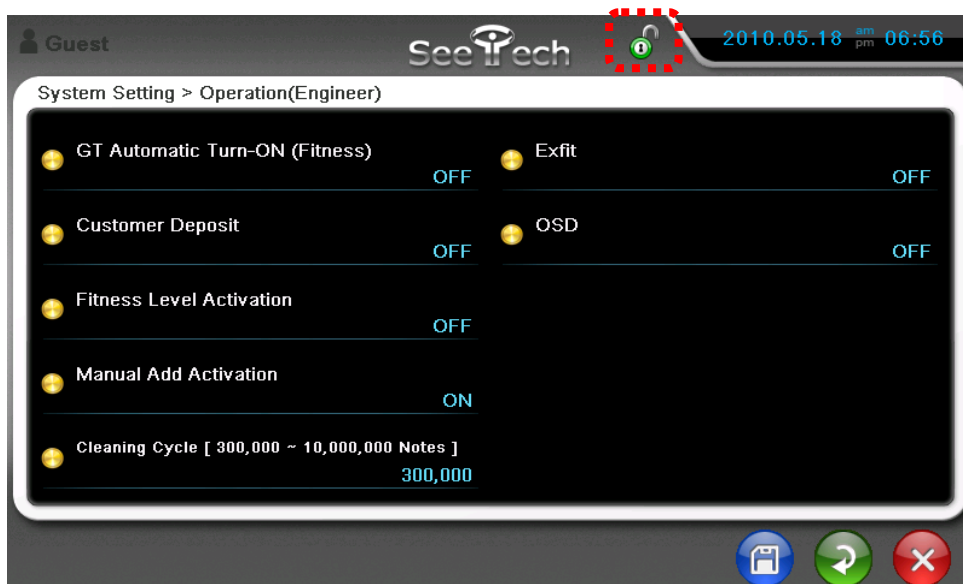 Guest
SeeTech
2010.05.18 am pm 06:56
System Setting > Operation(Engineer)
GT Automatic Turn-ON (Fitness)
OFF
Exfit
OFF
Customer Deposit
OFF
OSD
OFF
Fitness Level Activation
OFF
Manual Add Activation
ON
Cleaning Cycle [ 300,000 ~ 10,000,000 Notes ]
300,000